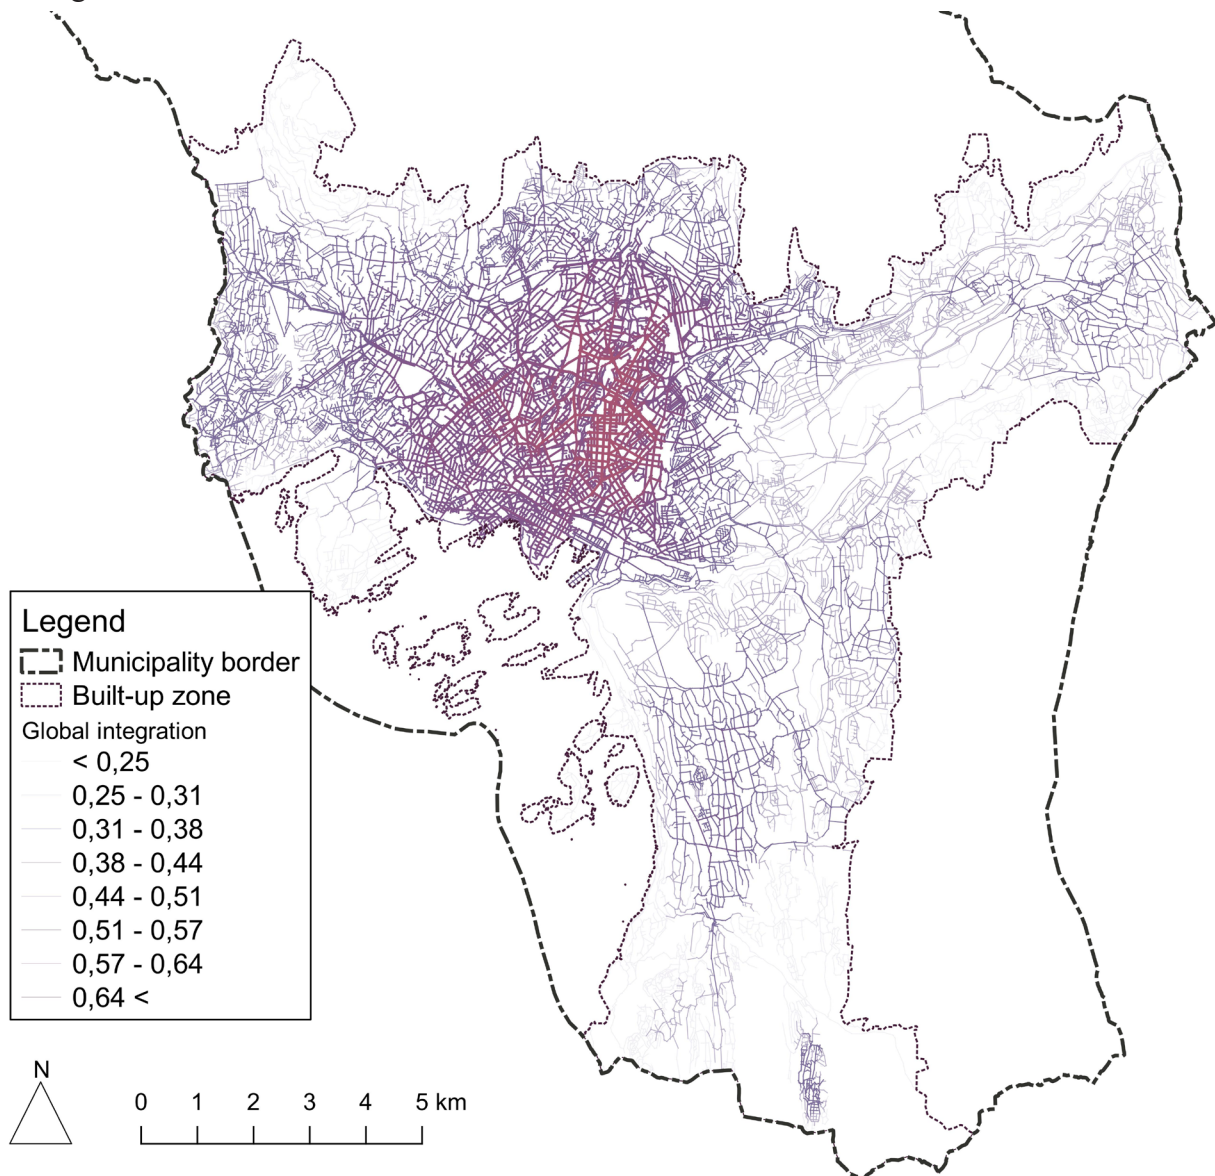 Legend
Municipality border
Built-up zone
Global integration
< 0,25
0,25 - 0,31
0,31 - 0,38
0,38 - 0,44
0,44 - 0,51
0,51 - 0,57
0,57 - 0,64
0,64 <
N
0 1 2 3 4 5 km